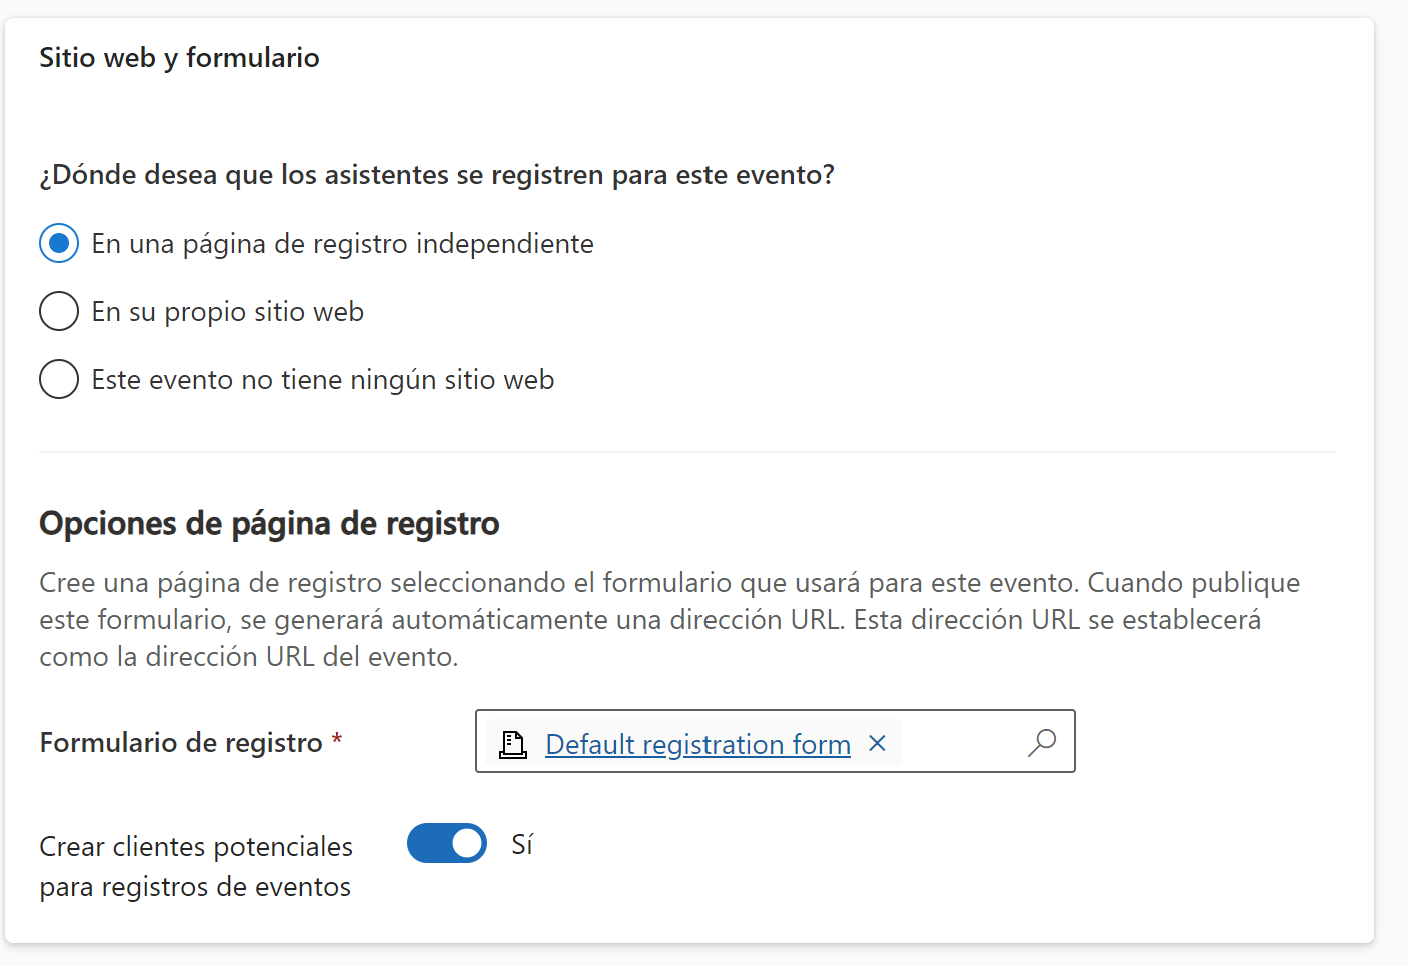 Sitio web y formulario
¿Dónde desea que los asistentes se registren para este evento?
En una página de registro independiente
En su propio sitio web
Este evento no tiene ningún sitio web
Opciones de página de registro
Cree una página de registro seleccionando el formulario que usará para este evento. Cuando publique
este formulario, se generará automáticamente una dirección URL. Esta dirección URL se establecerá
como la dirección URL del evento.
Formulario de registro *
Default registration form
Crear clientes potenciales
para registros de eventos
Sí